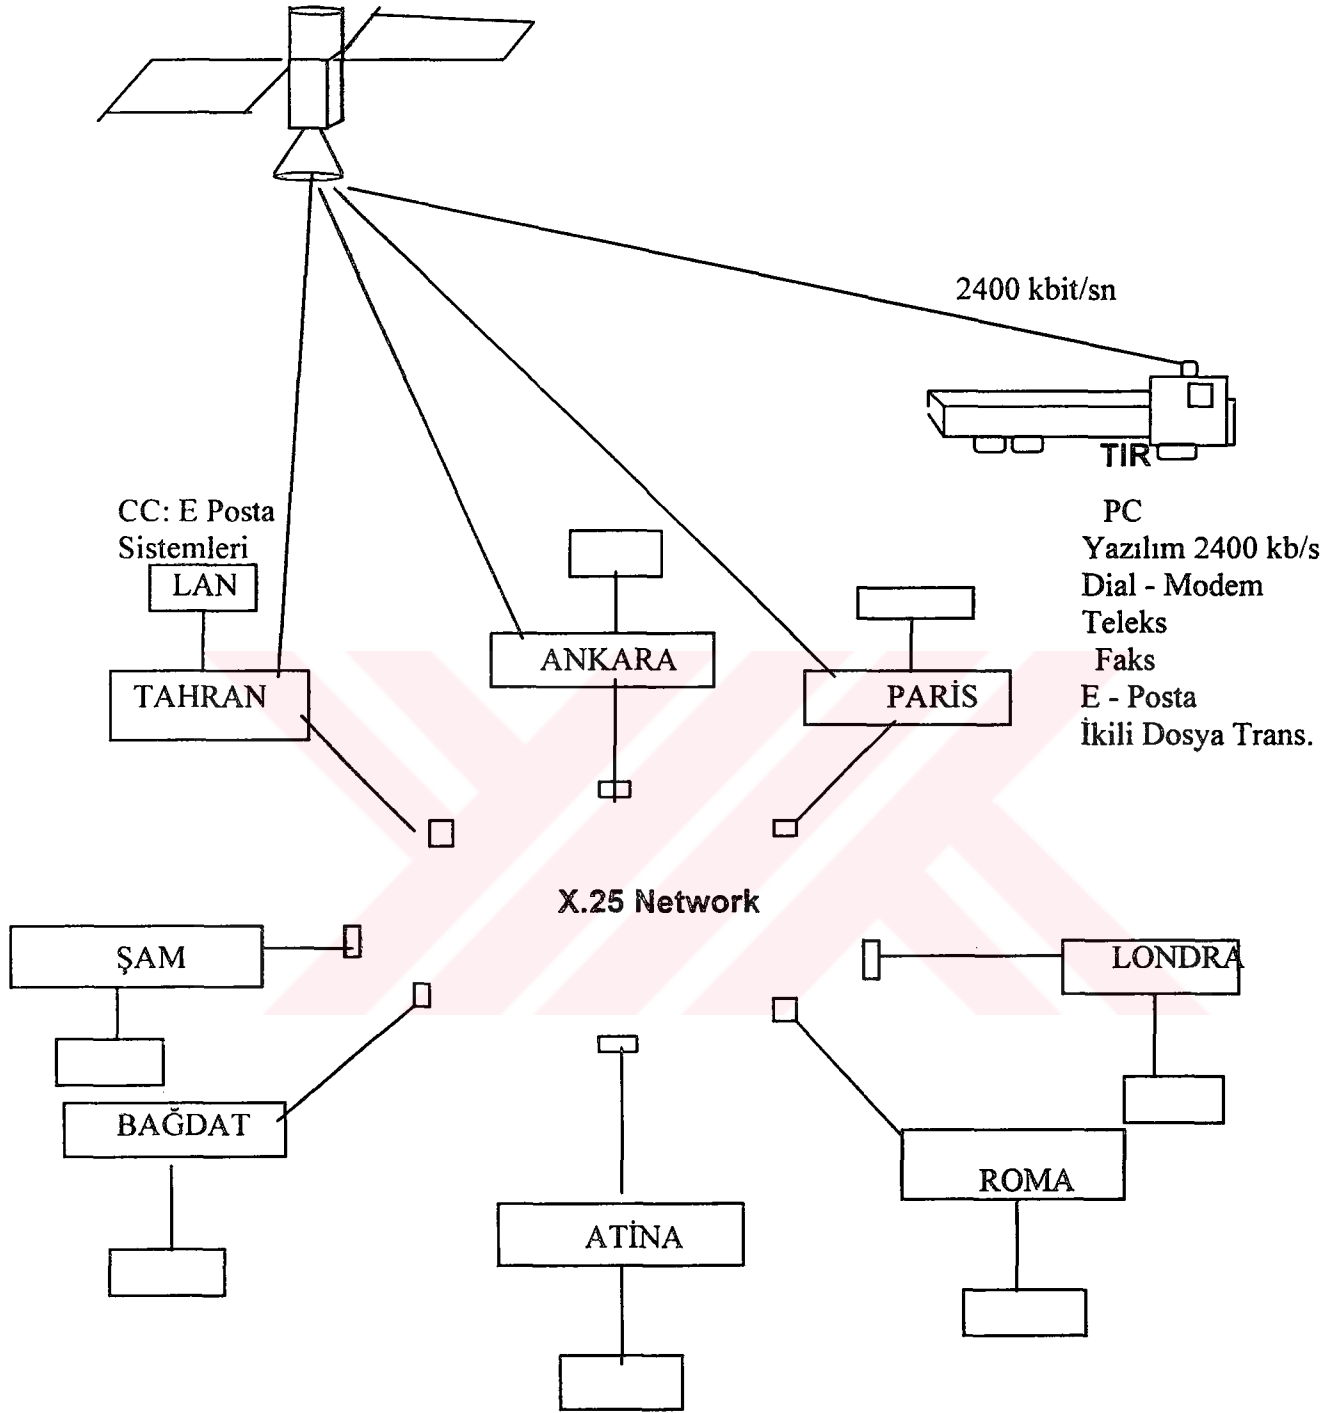 2400 kbit/sn
TIR
CC: E Posta
Sistemleri
LAN
TAHRAN
ANKARA
PARİS
PC
Yazılım 2400 kb/s
Dial - Modem
Teleks
Faks
E - Posta
İkili Dosya Trans.
X.25 Network
ŞAM
LONDRA
BAĞDAT
ROMA
ATİNA